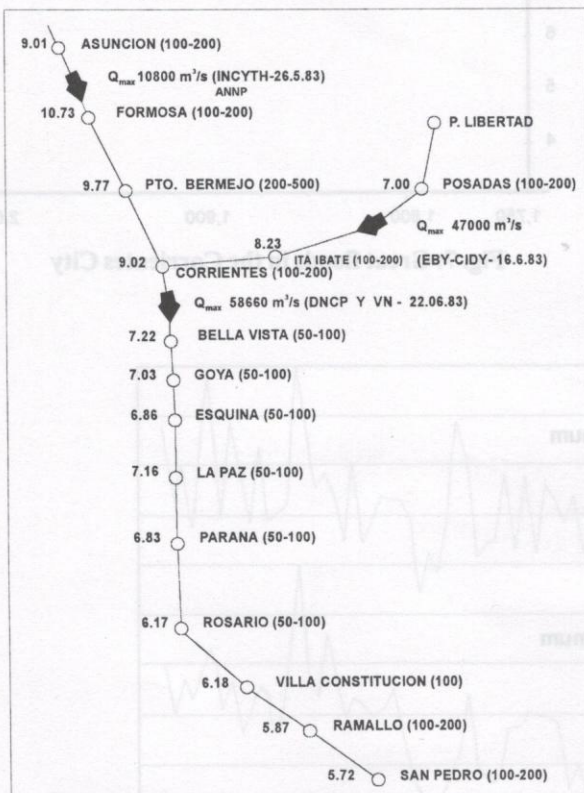 9.01 ASUNCION (100-200)
Qmax 10800 m³/s (INCYTH-26.5.83)
ANNP
10.73 FORMOSA (100-200)
P. LIBERTAD
9.77 PTO. BERMEJO (200-500)
7.00 POSADAS (100-200)
Qmax 47000 m³/s
8.23
ITA IBATE (100-200) (EBY-CIDY- 16.6.83)
9.02 CORRIENTES (100-200)
Qmax 58660 m³/s (DNCP Y VN - 22.06.83)
7.22 BELLA VISTA (50-100)
7.03 GOYA (50-100)
6.86 ESQUINA (50-100)
7.16 LA PAZ (50-100)
6.83 PARANA (50-100)
6.17 ROSARIO (50-100)
6.18 VILLA CONSTITUCION (100)
5.87 RAMALLO (100-200)
5.72 SAN PEDRO (100-200)